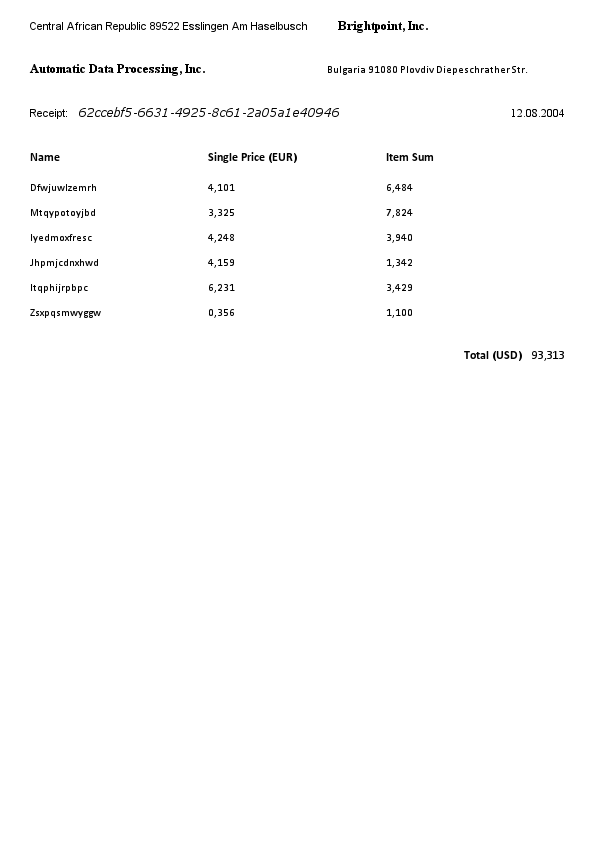 Central African Republic 89522 Esslingen Am Haselbusch Brightpoint, Inc.
Automatic Data Processing, Inc. Bulgaria 91080 Plovdiv Diepeschrather Str.
Receipt: 62ccebf5-6631-4925-8c61-2a05a1e40946 12.08.2004
Name Single Price (EUR) Item Sum
Dfwjuwlzemrh 4,101 6,484
Mtqypotoyjbd 3,325 7,824
Iyedmoxfresc 4,248 3,940
Jhpmjcdnxhwd 4,159 1,342
Itqphijrpbpc 6,231 3,429
Zsxpqsmwyggw 0,356 1,100
Total (USD) 93,313